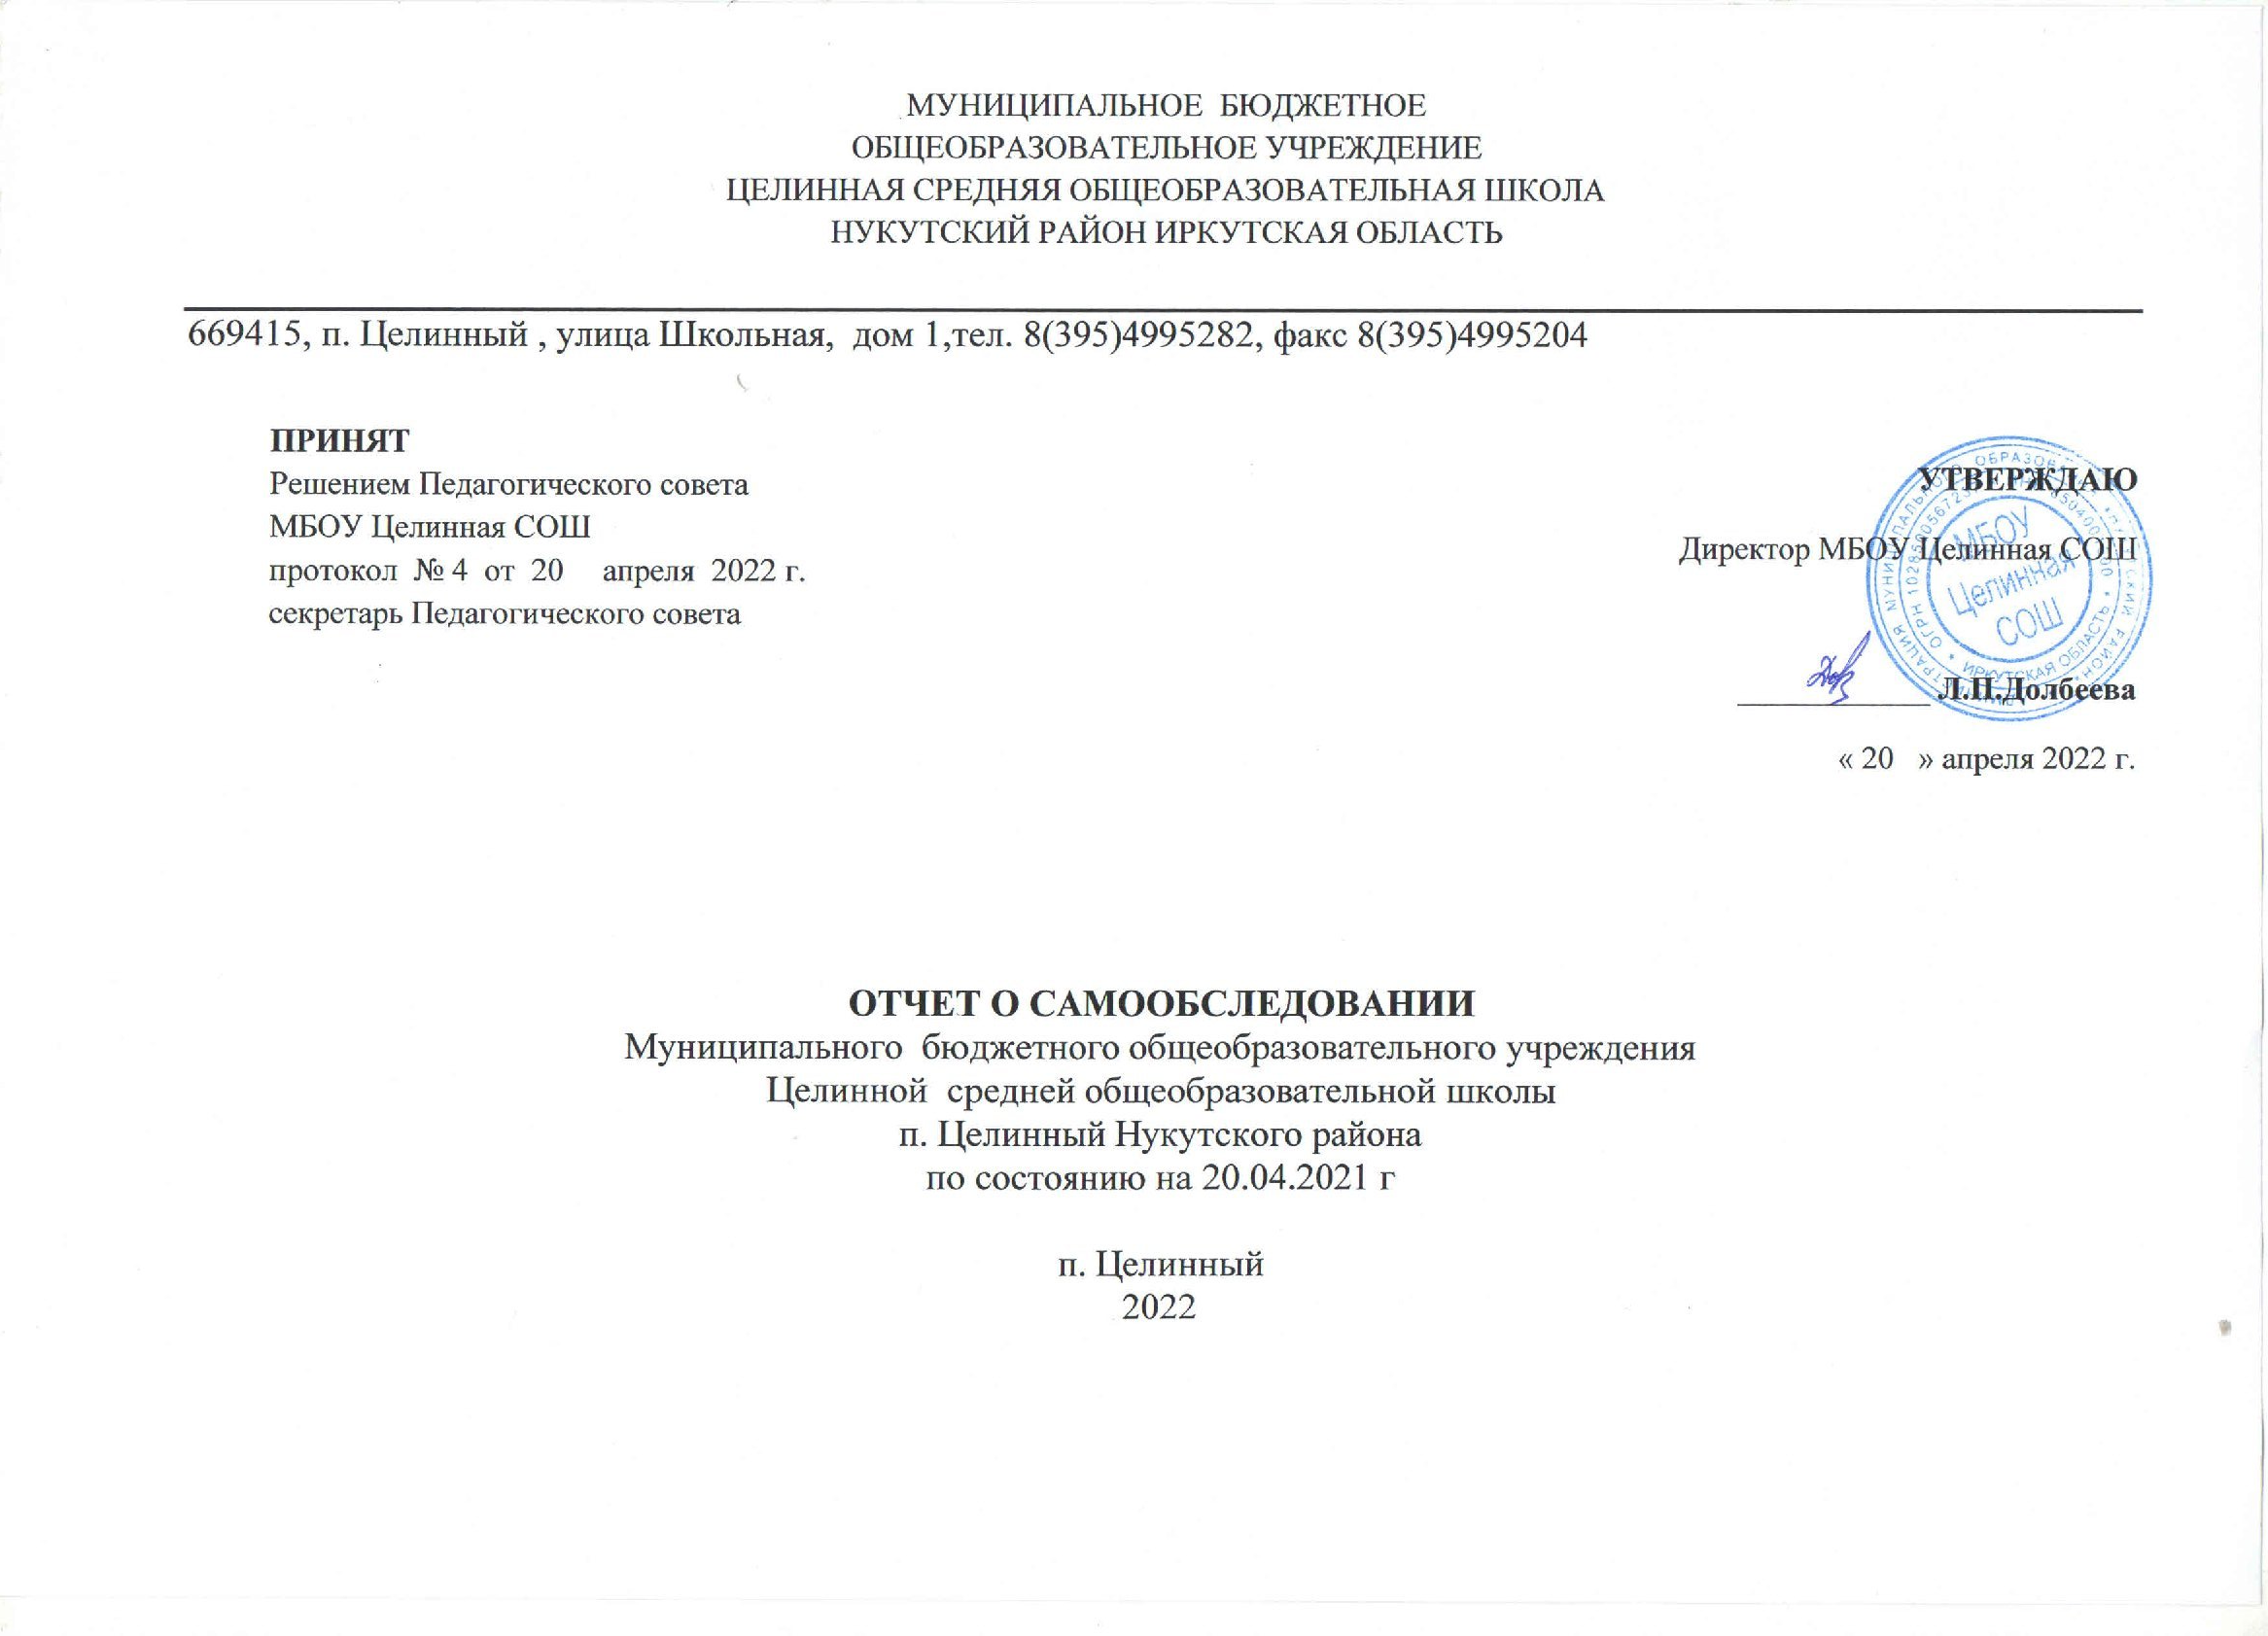 МУНИЦИПАЛЬНОЕ  БЮДЖЕТНОЕ
ОБЩЕОБРАЗОВАТЕЛЬНОЕ УЧРЕЖДЕНИЕ
ЦЕЛИННАЯ СРЕДНЯЯ ОБЩЕОБРАЗОВАТЕЛЬНАЯ ШКОЛА
НУКУТСКИЙ РАЙОН ИРКУТСКАЯ ОБЛАСТЬ
669415, п. Целинный , улица Школьная,  дом 1,тел. 8(395)4995282, факс 8(395)4995204
ПРИНЯТ
Решением Педагогического совета
МБОУ Целинная СОШ
протокол  № 4  от  20     апреля  2022 г.
секретарь Педагогического совета
УТВЕРЖДАЮ
Директор МБОУ Целинная СОШ
Л.П.Долбеева
« 20   » апреля 2022 г.
МБОУ
Целинная
СОШ
ИРКУТСКАЯ ОБЛАСТЬ
ОТЧЕТ О САМООБСЛЕДОВАНИИ
Муниципального  бюджетного общеобразовательного учреждения
Целинной  средней общеобразовательной школы
п. Целинный Нукутского района
по состоянию на 20.04.2021 г
п. Целинный
2022